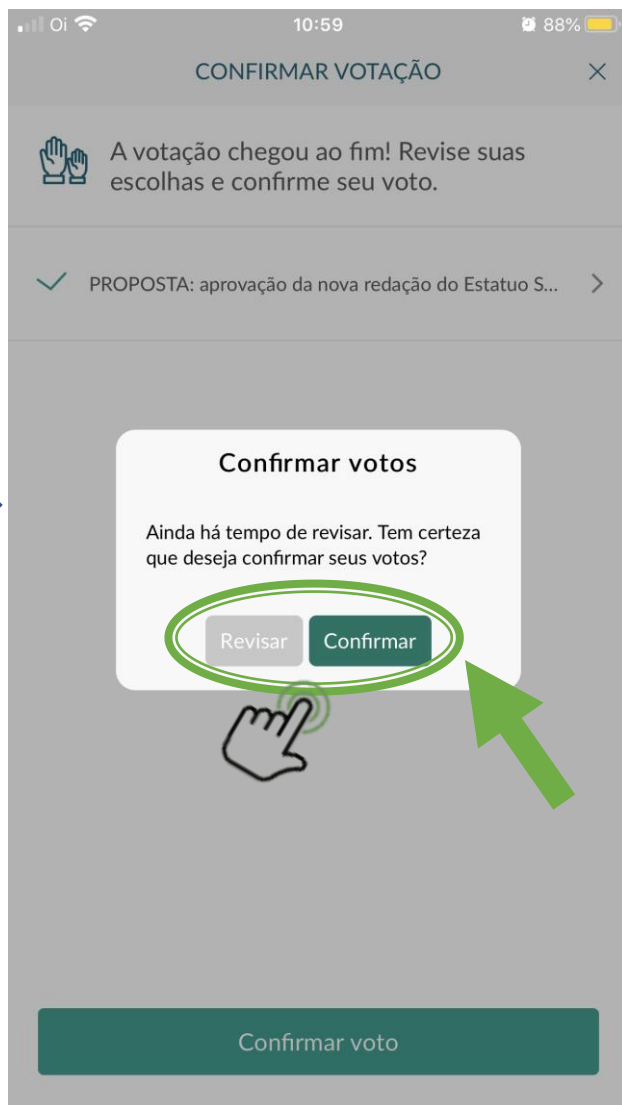 Oi 10:59 88%
CONFIRMAR VOTAÇÃO
A votação chegou ao fim! Revise suas
escolhas e confirme seu voto.
PROPOSTA: aprovação da nova redação do Estatuo S...
Confirmar votos
Ainda há tempo de revisar. Tem certeza
que deseja confirmar seus votos?
Revisar Confirmar
Confirmar voto